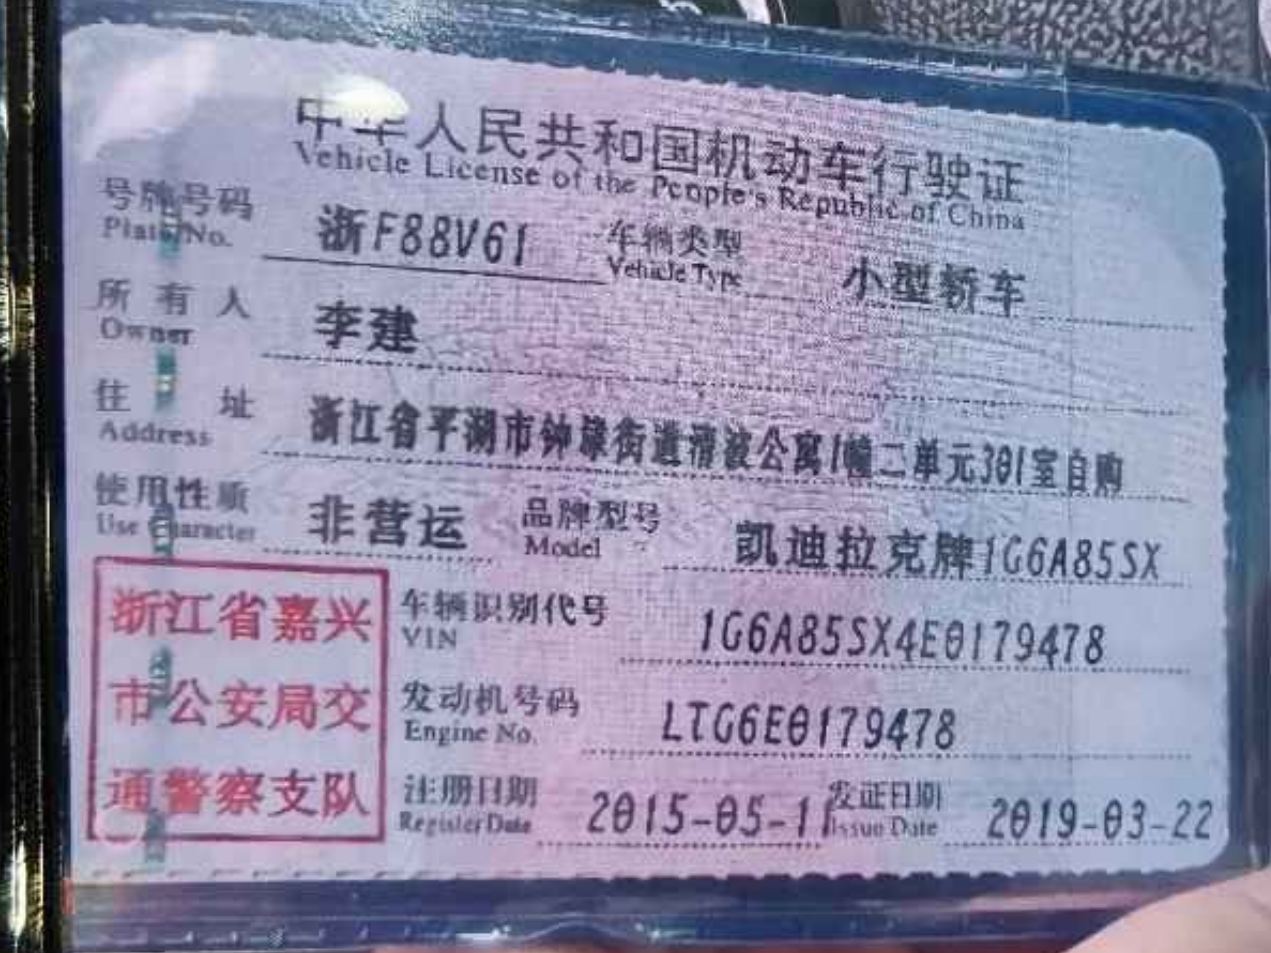 中华人民共和国机动车行驶证
Vehicle License of the People's Republic of China
号牌号码 浙F88V61 车辆类型 小型轿车
Plate No. Vehicle Type
所有人 李建
Owner
住址 浙江省平湖市钟埭街道清波公寓1幢二单元301室自购
Address
使用性质 非营运 品牌型号 凯迪拉克牌1G6A85SX
Use Character Model
浙江省嘉兴
市公安局交
通警察支队
车辆识别代号 1G6A85SX4E0179478
VIN
发动机号码 LTG6E0179478
Engine No.
注册日期 2015-05-11 发证日期 2019-03-22
Register Date Issue Date